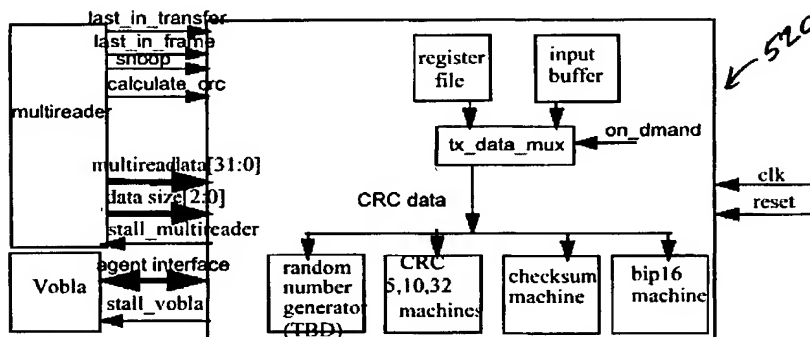 last_in_transfer
last_in_frame
snoop
calculate_crc
multireader
multireadata[31:0]
data size[2:0]
stall_multireader
Vobla
agent interface
stall_vobla
register
file
input
buffer
tx_data_mux
on_dmand
CRC data
random
number
generator
(TBD)
CRC
5,10,32
machines
checksum
machine
bip16
machine
520
clk
reset